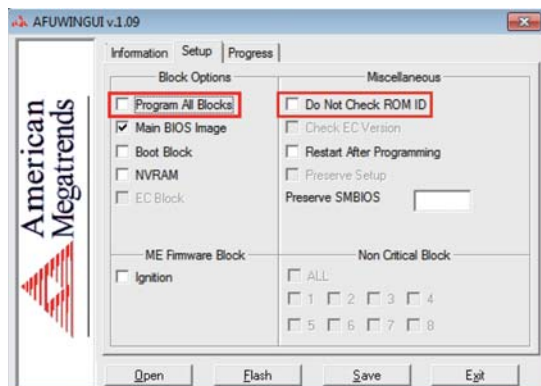 AFUWINGUI v.1.09
American
Megatrends
Information Setup Progress
Block Options
Program All Blocks
Main BIOS Image
Boot Block
NVRAM
EC Block
Miscellaneous
Do Not Check ROM ID
Check EC Version
Restart After Programming
Preserve Setup
Preserve SMBIOS
ME Firmware Block
Ignition
Non Critical Block
ALL
1 2 3 4
5 6 7 8
Open Flash Save Exit